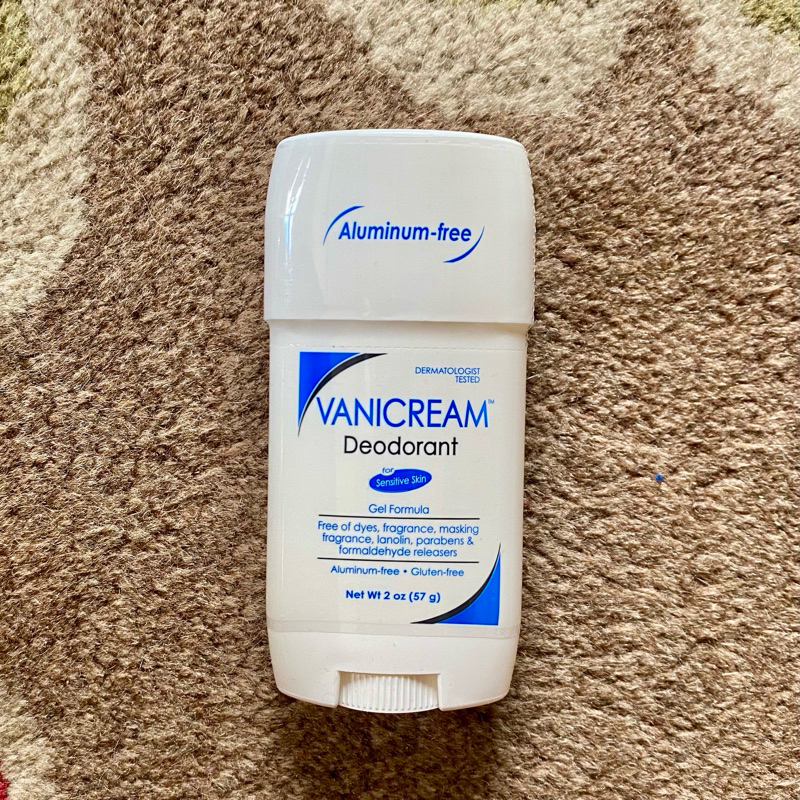 Aluminum-free
DERMATOLOGIST
TESTED
VANICREAM™
Deodorant
for
Sensitive Skin
Gel Formula
Free of dyes, fragrance, masking
fragrance, lanolin, parabens &
formaldehyde releasers
Aluminum-free • Gluten-free
Net Wt 2 oz (57 g)